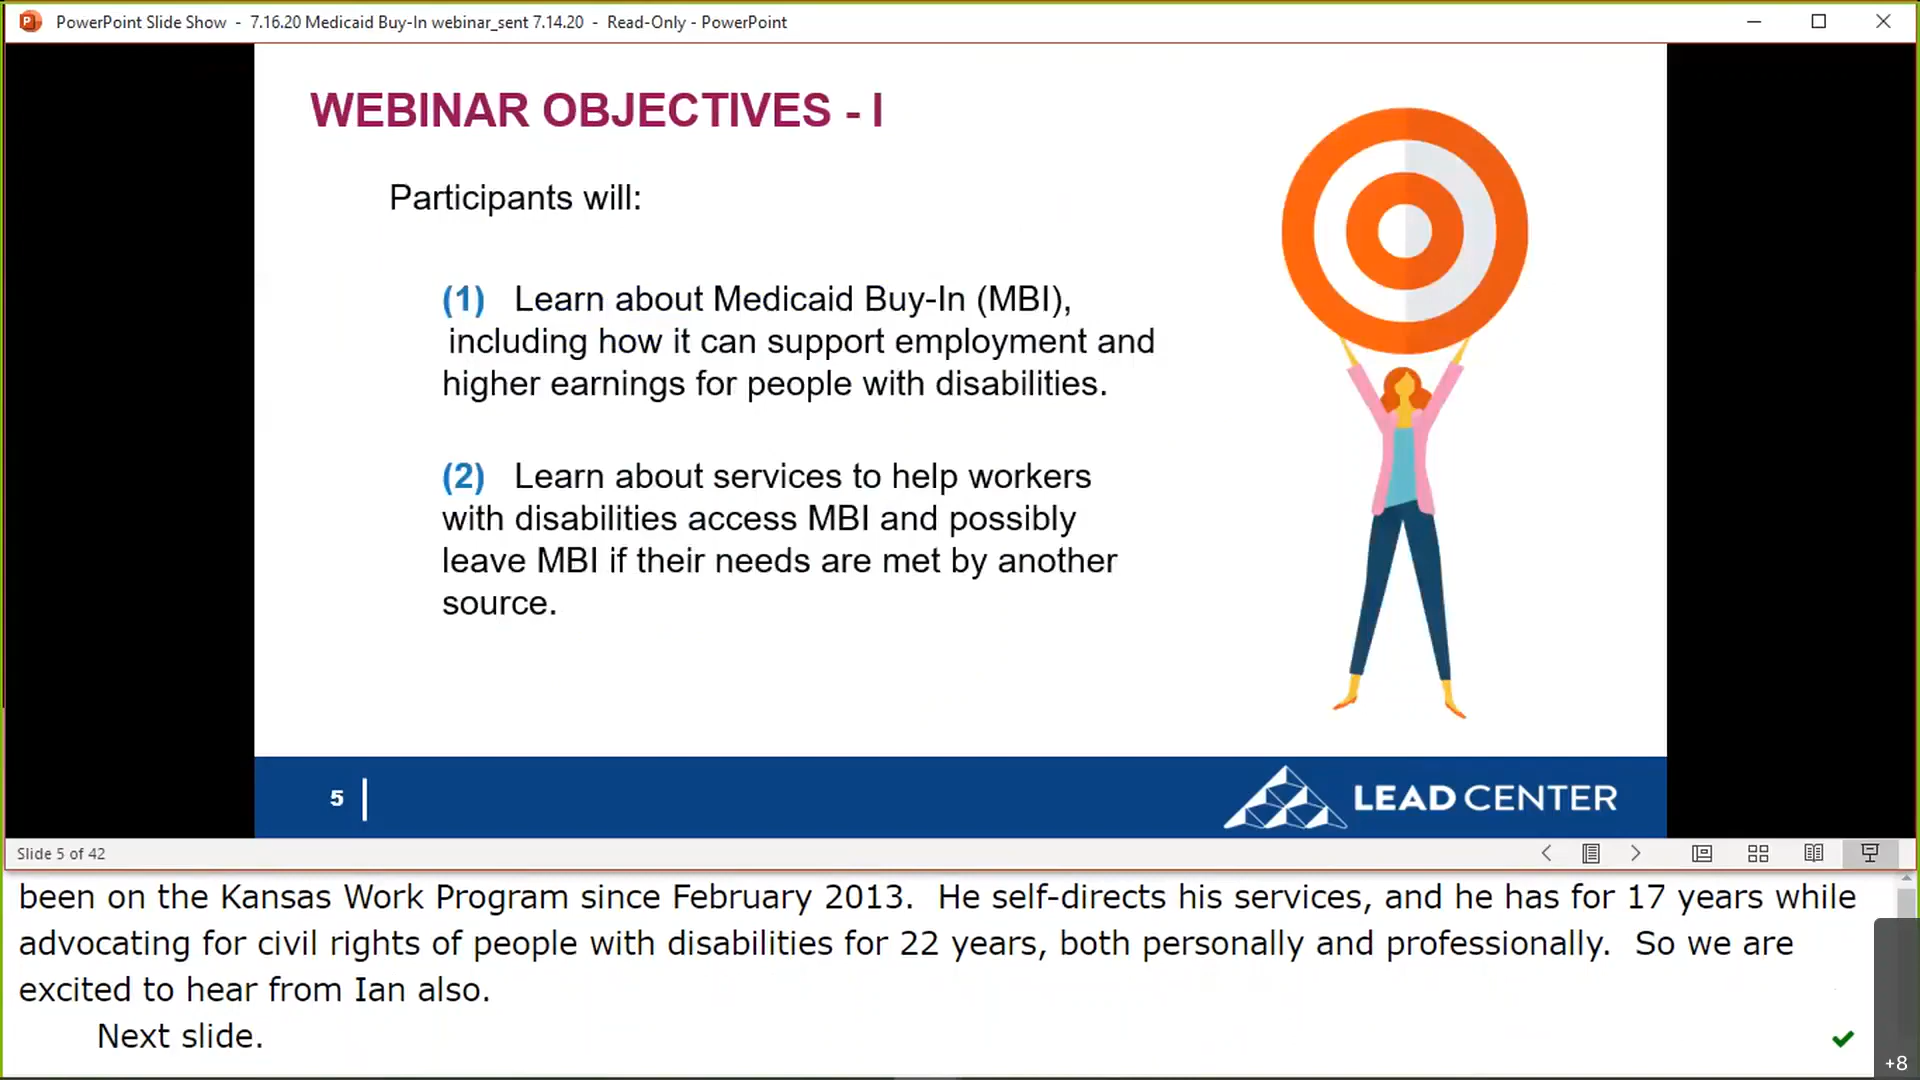 PowerPoint Slide Show - 7.16.20 Medicaid Buy-In webinar_sent 7.14.20 - Read-Only - PowerPoint
WEBINAR OBJECTIVES - I
Participants will:
(1) Learn about Medicaid Buy-In (MBI),
including how it can support employment and
higher earnings for people with disabilities.
(2) Learn about services to help workers
with disabilities access MBI and possibly
leave MBI if their needs are met by another
source.
5
LEAD CENTER
Slide 5 of 42
been on the Kansas Work Program since February 2013. He self-directs his services, and he has for 17 years while
advocating for civil rights of people with disabilities for 22 years, both personally and professionally. So we are
excited to hear from Ian also.
Next slide.
+8